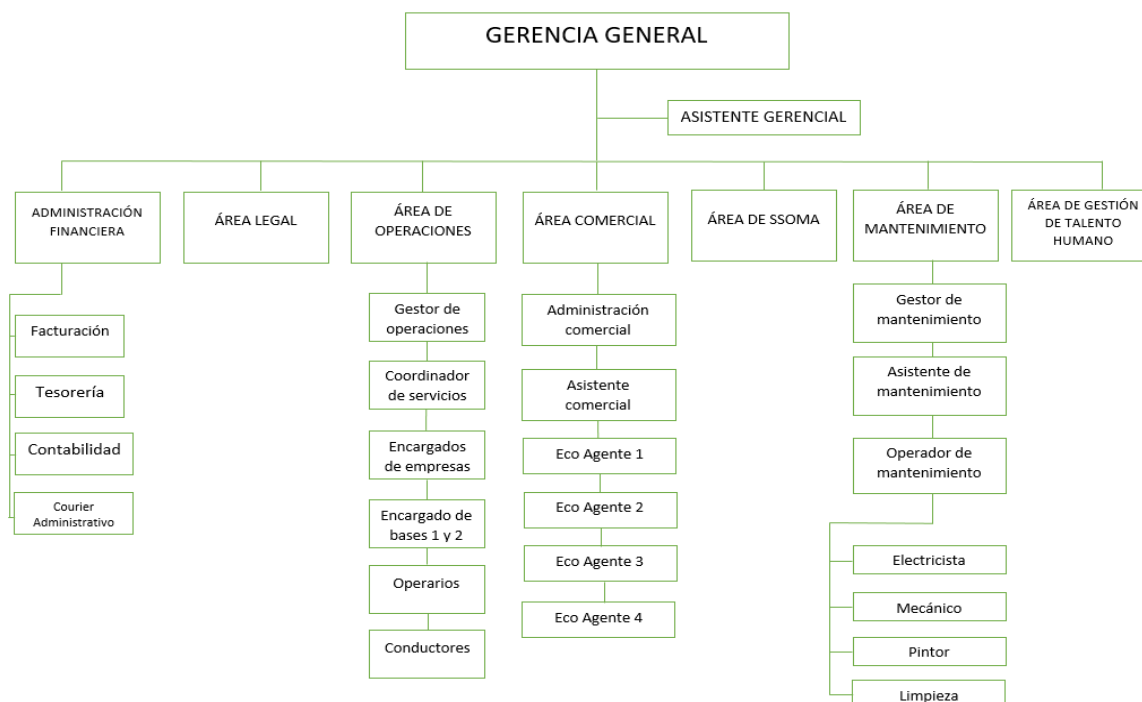 GERENCIA GENERAL
ASISTENTE GERENCIAL
ADMINISTRACIÓN
FINANCIERA
ÁREA LEGAL
ÁREA DE
OPERACIONES
ÁREA COMERCIAL
ÁREA DE SSOMA
ÁREA DE
MANTENIMIENTO
ÁREA DE GESTIÓN
DE TALENTO
HUMANO
Facturación
Tesorería
Contabilidad
Courier
Administrativo
Gestor de
operaciones
Coordinador
de servicios
Encargados
de empresas
Encargado de
bases 1 y 2
Operarios
Conductores
Administración
comercial
Asistente
comercial
Eco Agente 1
Eco Agente 2
Eco Agente 3
Eco Agente 4
Gestor de
mantenimiento
Asistente de
mantenimiento
Operador de
mantenimiento
Electricista
Mecánico
Pintor
Limpieza